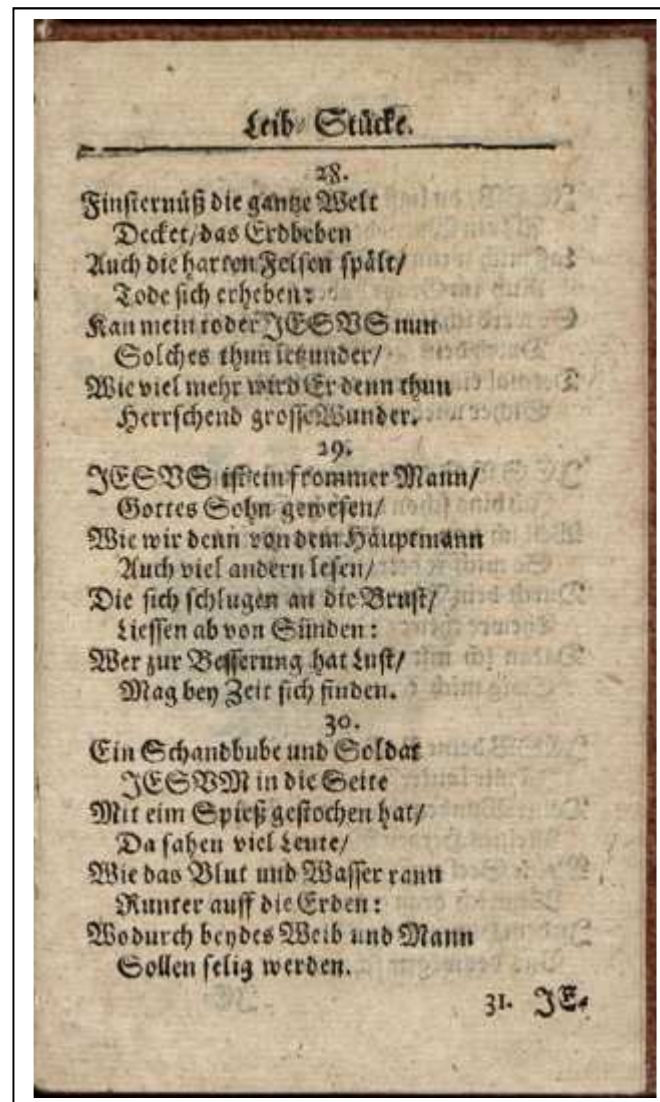 Leib-Stücke.
28.
Finsternüß die gantze Welt
Decket/das Erdbeben
Auch die harten Felsen spält/
Tode sich erheben:
Kan mein toder JESVS nun
Solches thun ietzunder/
Wie viel mehr wird Er denn thun
Herrschend grosse Wunder.
29.
JESVS ist ein frommer Mann/
Gottes Sohn gewesen/
Wie wir denn von dem Häuptmann
Auch viel andern lesen/
Die sich schlugen an die Brust/
Liessen ab von Sünden:
Wer zur Besserung hat Lust/
Mag bey Zeit sich finden.
30.
Ein Schandbube und Soldat
JESVM in die Seite
Mit eim Spieß gestochen hat/
Da sahen viel Leute/
Wie das Blut und Wasser rann
Runter auff die Erden:
Wodurch beydes Weib und Mann
Sollen selig werden.
31. JE-